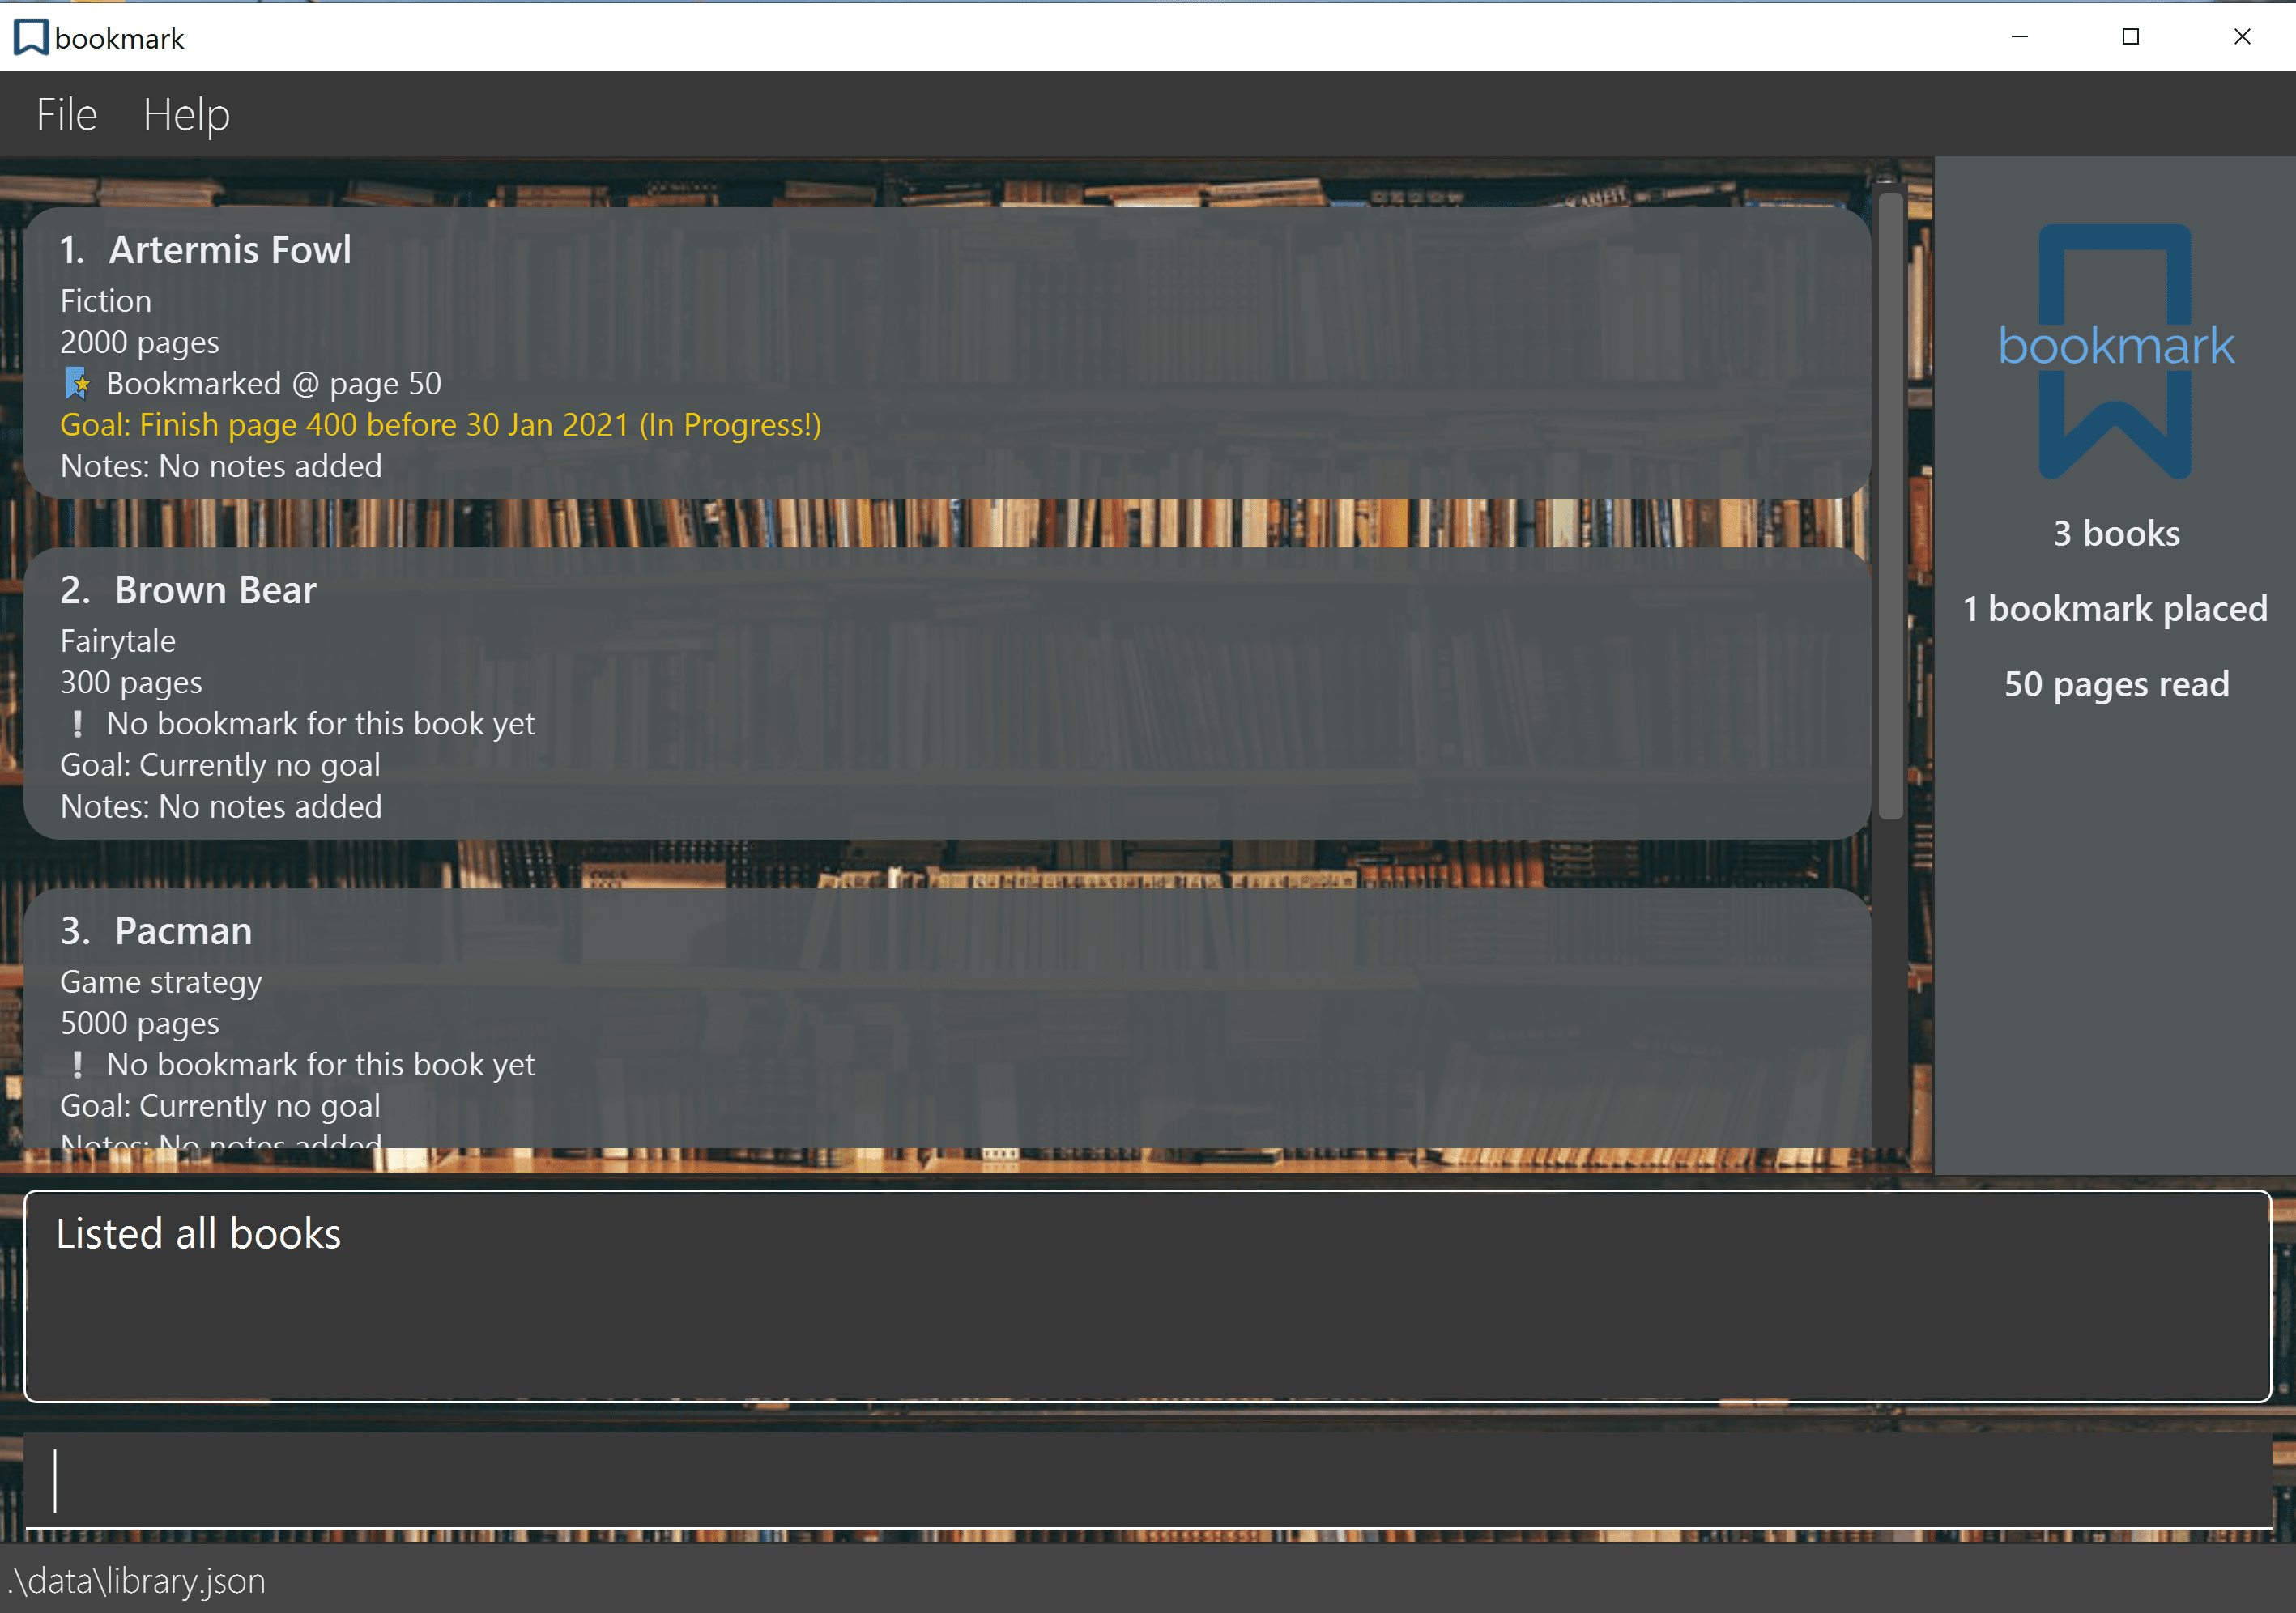 bookmark
File Help
1. Artermis Fowl
Fiction
2000 pages
Bookmarked @ page 50
Goal: Finish page 400 before 30 Jan 2021 (In Progress!)
Notes: No notes added
2. Brown Bear
Fairytale
300 pages
No bookmark for this book yet
Goal: Currently no goal
Notes: No notes added
3. Pacman
Game strategy
5000 pages
No bookmark for this book yet
Goal: Currently no goal
Notes: No notes added
bookmark
3 books
1 bookmark placed
50 pages read
Listed all books
.\data\library.json